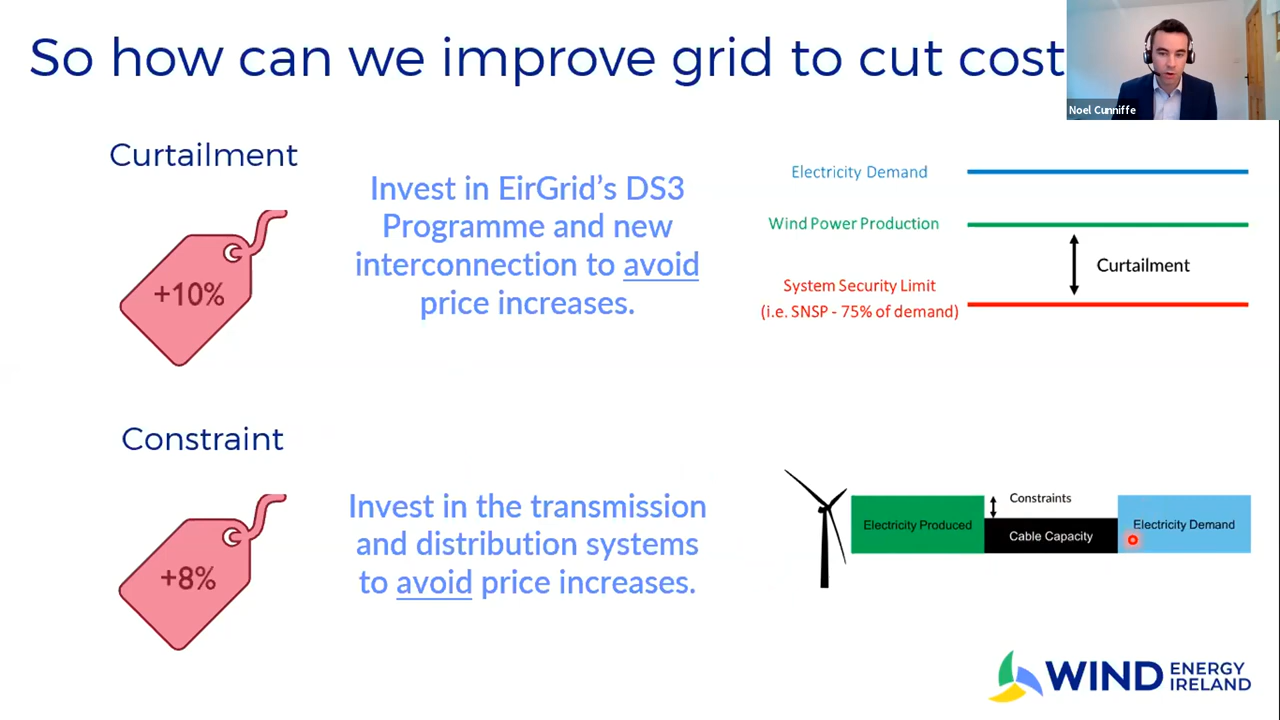 So how can we improve grid to cut cost
Noel Cunniffe
Curtailment
+10%
Invest in EirGrid’s DS3
Programme and new
interconnection to avoid
price increases.
Electricity Demand
Wind Power Production
Curtailment
System Security Limit
(i.e. SNSP - 75% of demand)
Constraint
+8%
Invest in the transmission
and distribution systems
to avoid price increases.
Electricity Produced
Constraints
Cable Capacity
Electricity Demand
WIND ENERGY
IRELAND